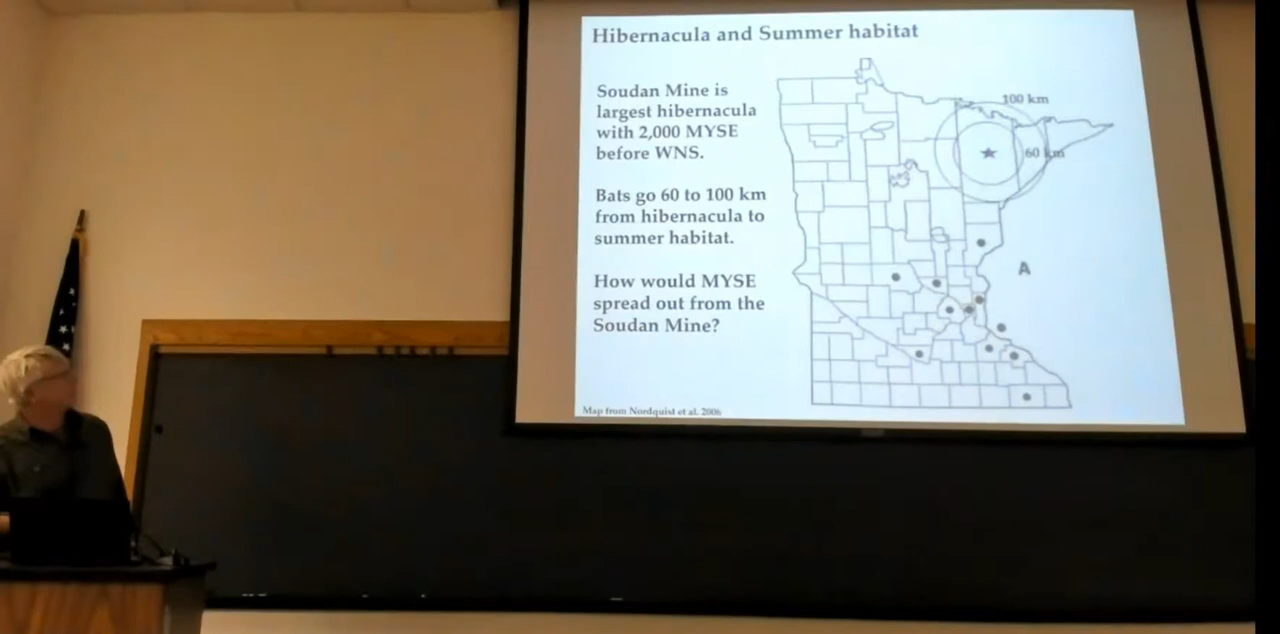 Hibernacula and Summer habitat
Soudan Mine is
largest hibernacula
with 2,000 MYSE
before WNS.
Bats go 60 to 100 km
from hibernacula to
summer habitat.
How would MYSE
spread out from the
Soudan Mine?
100 km
60 km
A
Map from Nordquist et al. 2006